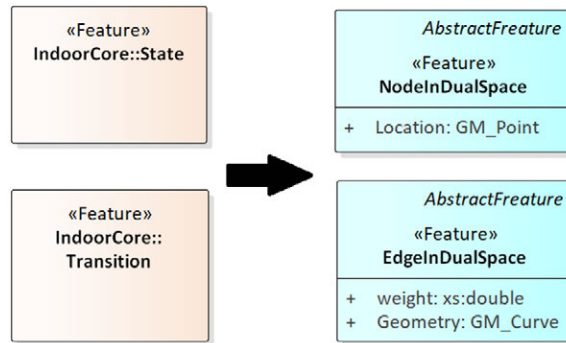 «Feature»
IndoorCore::State
AbstractFreature
«Feature»
NodeInDualSpace
+ Location: GM_Point
«Feature»
IndoorCore::
Transition
AbstractFreature
«Feature»
EdgeInDualSpace
+ weight: xs:double
+ Geometry: GM_Curve